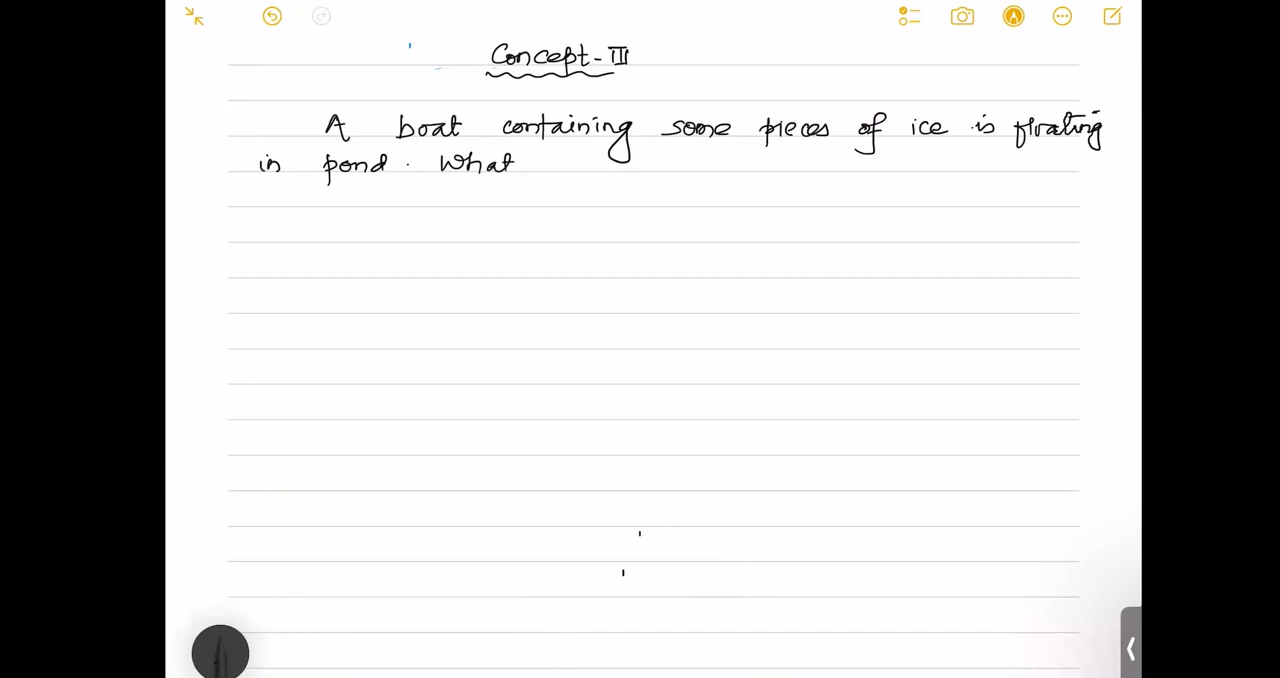 Concept - III
A boat containing some pieces of ice is floating
in pond. What